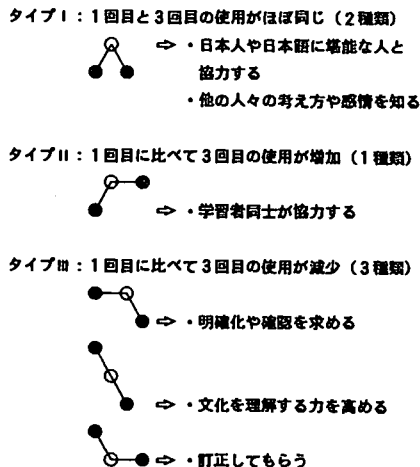 タイプI：1回目と3回目の使用がほぼ同じ（2種類）
⇨ ・日本人や日本語に堪能な人と
協力する
・他の人々の考え方や感情を知る
タイプII：1回目に比べて3回目の使用が増加（1種類）
⇨ ・学習者同士が協力する
タイプIII：1回目に比べて3回目の使用が減少（3種類）
⇨ ・明確化や確認を求める
⇨ ・文化を理解する力を高める
⇨ ・訂正してもらう